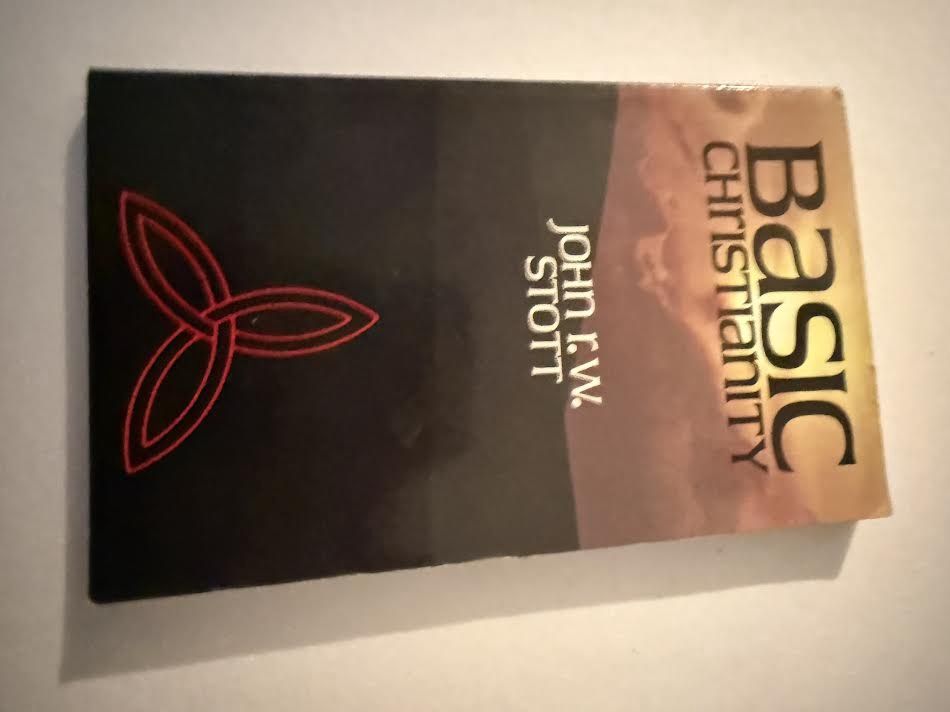 Basic
CHrISTIanITY
JOHn r.W.
STOTT